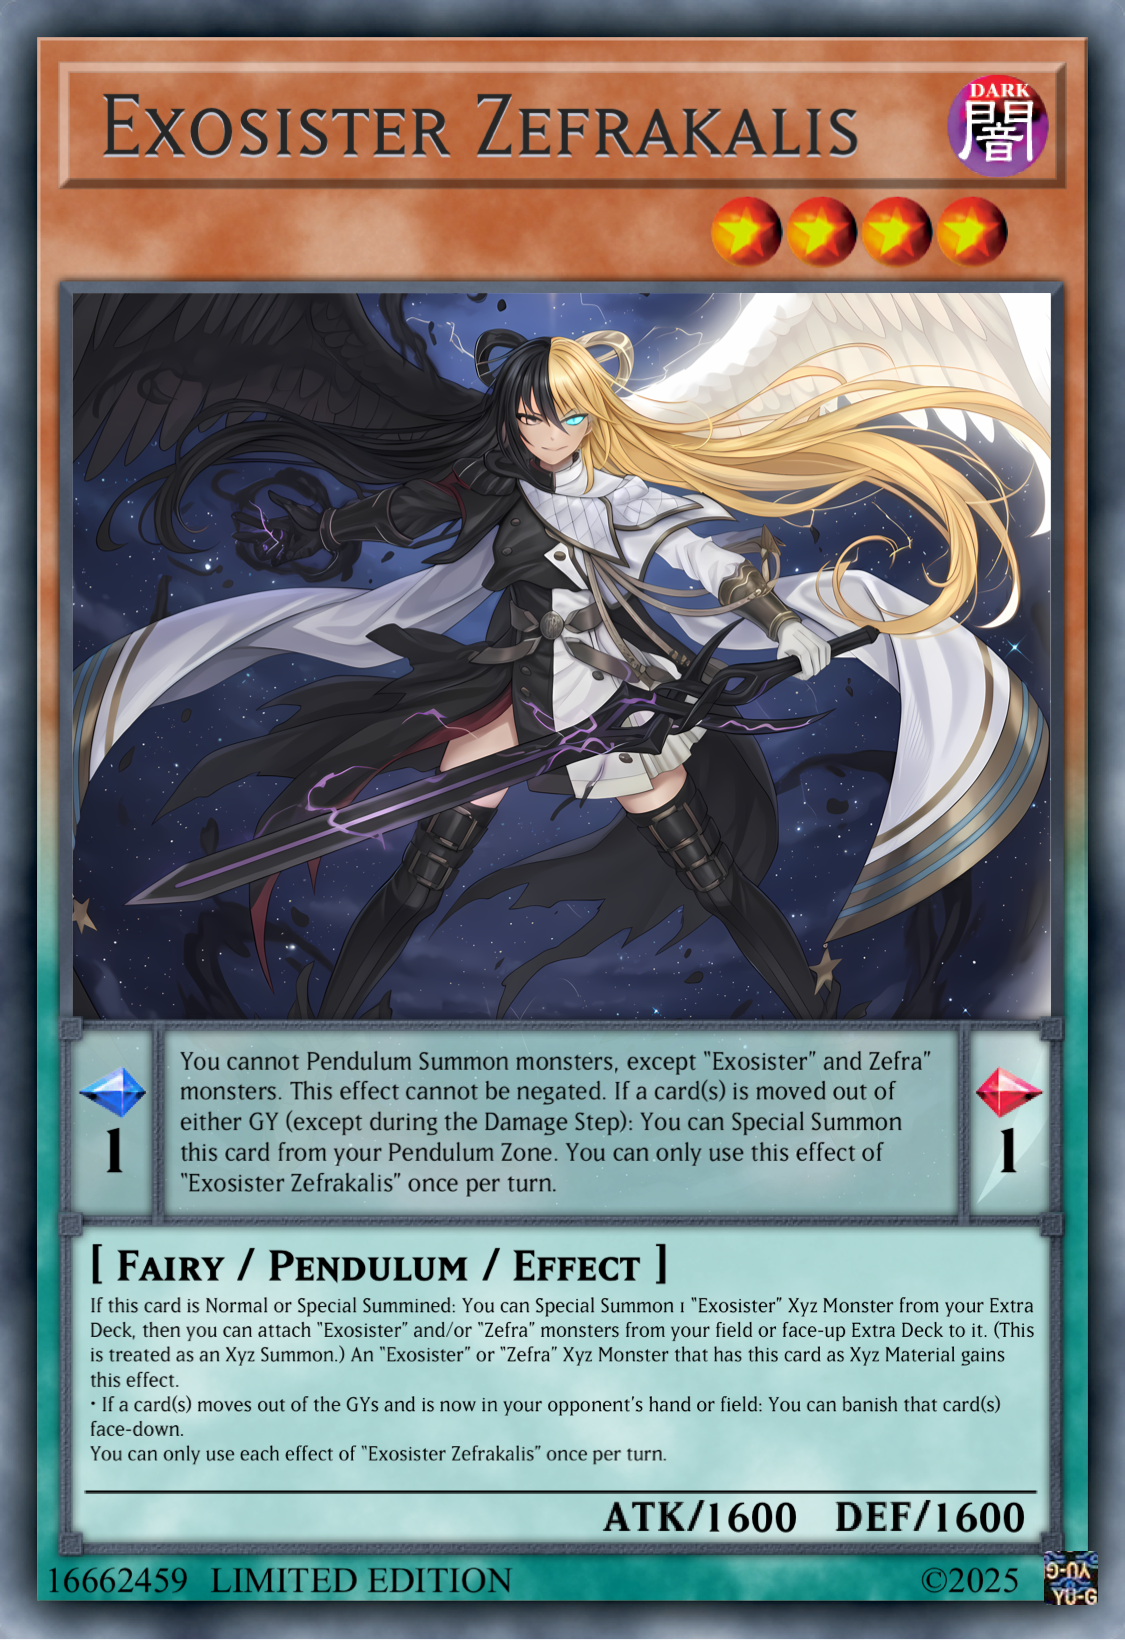 Exosister Zefrakalis
DARK
闇
You cannot Pendulum Summon monsters, except “Exosister” and Zefra”
monsters. This effect cannot be negated. If a card(s) is moved out of
either GY (except during the Damage Step): You can Special Summon
this card from your Pendulum Zone. You can only use this effect of
“Exosister Zefrakalis” once per turn.
1
1
[ Fairy / Pendulum / Effect ]
If this card is Normal or Special Summined: You can Special Summon 1 “Exosister” Xyz Monster from your Extra
Deck, then you can attach “Exosister” and/or “Zefra” monsters from your field or face-up Extra Deck to it. (This
is treated as an Xyz Summon.) An “Exosister” or “Zefra” Xyz Monster that has this card as Xyz Material gains
this effect.
• If a card(s) moves out of the GYs and is now in your opponent’s hand or field: You can banish that card(s)
face-down.
You can only use each effect of “Exosister Zefrakalis” once per turn.
ATK/1600 DEF/1600
16662459 LIMITED EDITION
©2025
YU-G